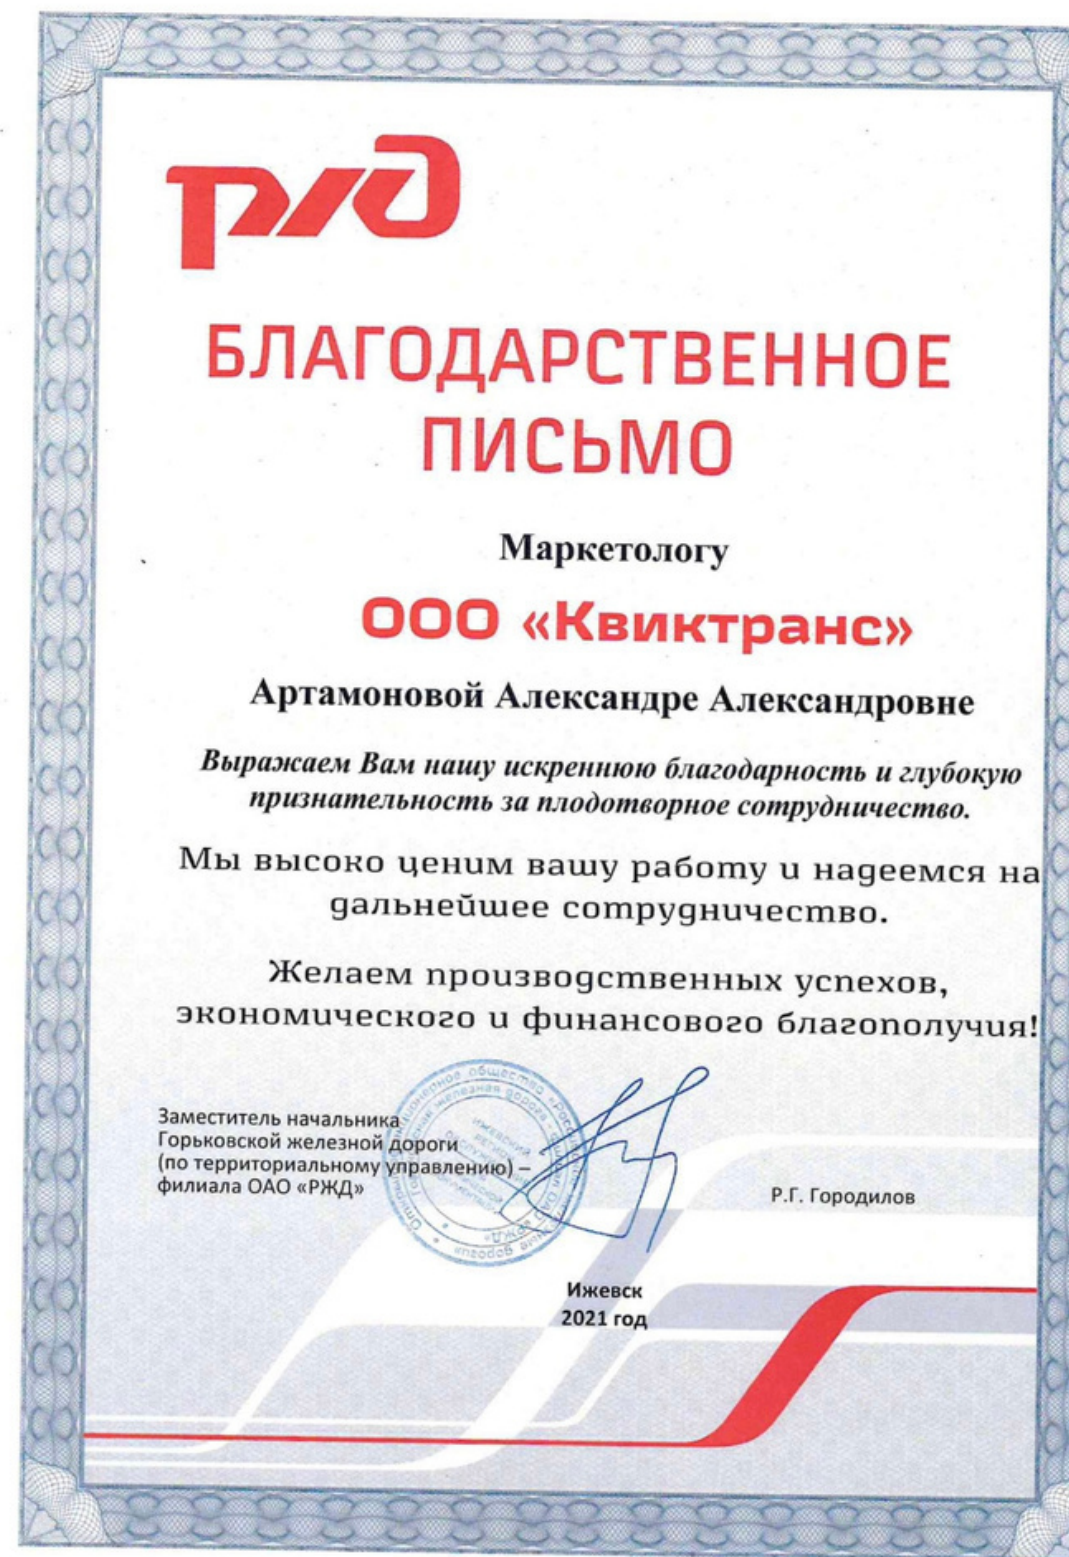 ржд
БЛАГОДАРСТВЕННОЕ
ПИСЬМО
Маркетологу
ООО «Квиктранс»
Артамоновой Александре Александровне
Выражаем Вам нашу искреннюю благодарность и глубокую
признательность за плодотворное сотрудничество.
Мы высоко ценим вашу работу и надеемся на
дальнейшее сотрудничество.
Желаем производственных успехов,
экономического и финансового благополучия!
Заместитель начальника
Горьковской железной дороги
(по территориальному управлению) –
филиала ОАО «РЖД»
Р.Г. Городилов
Ижевск
2021 год